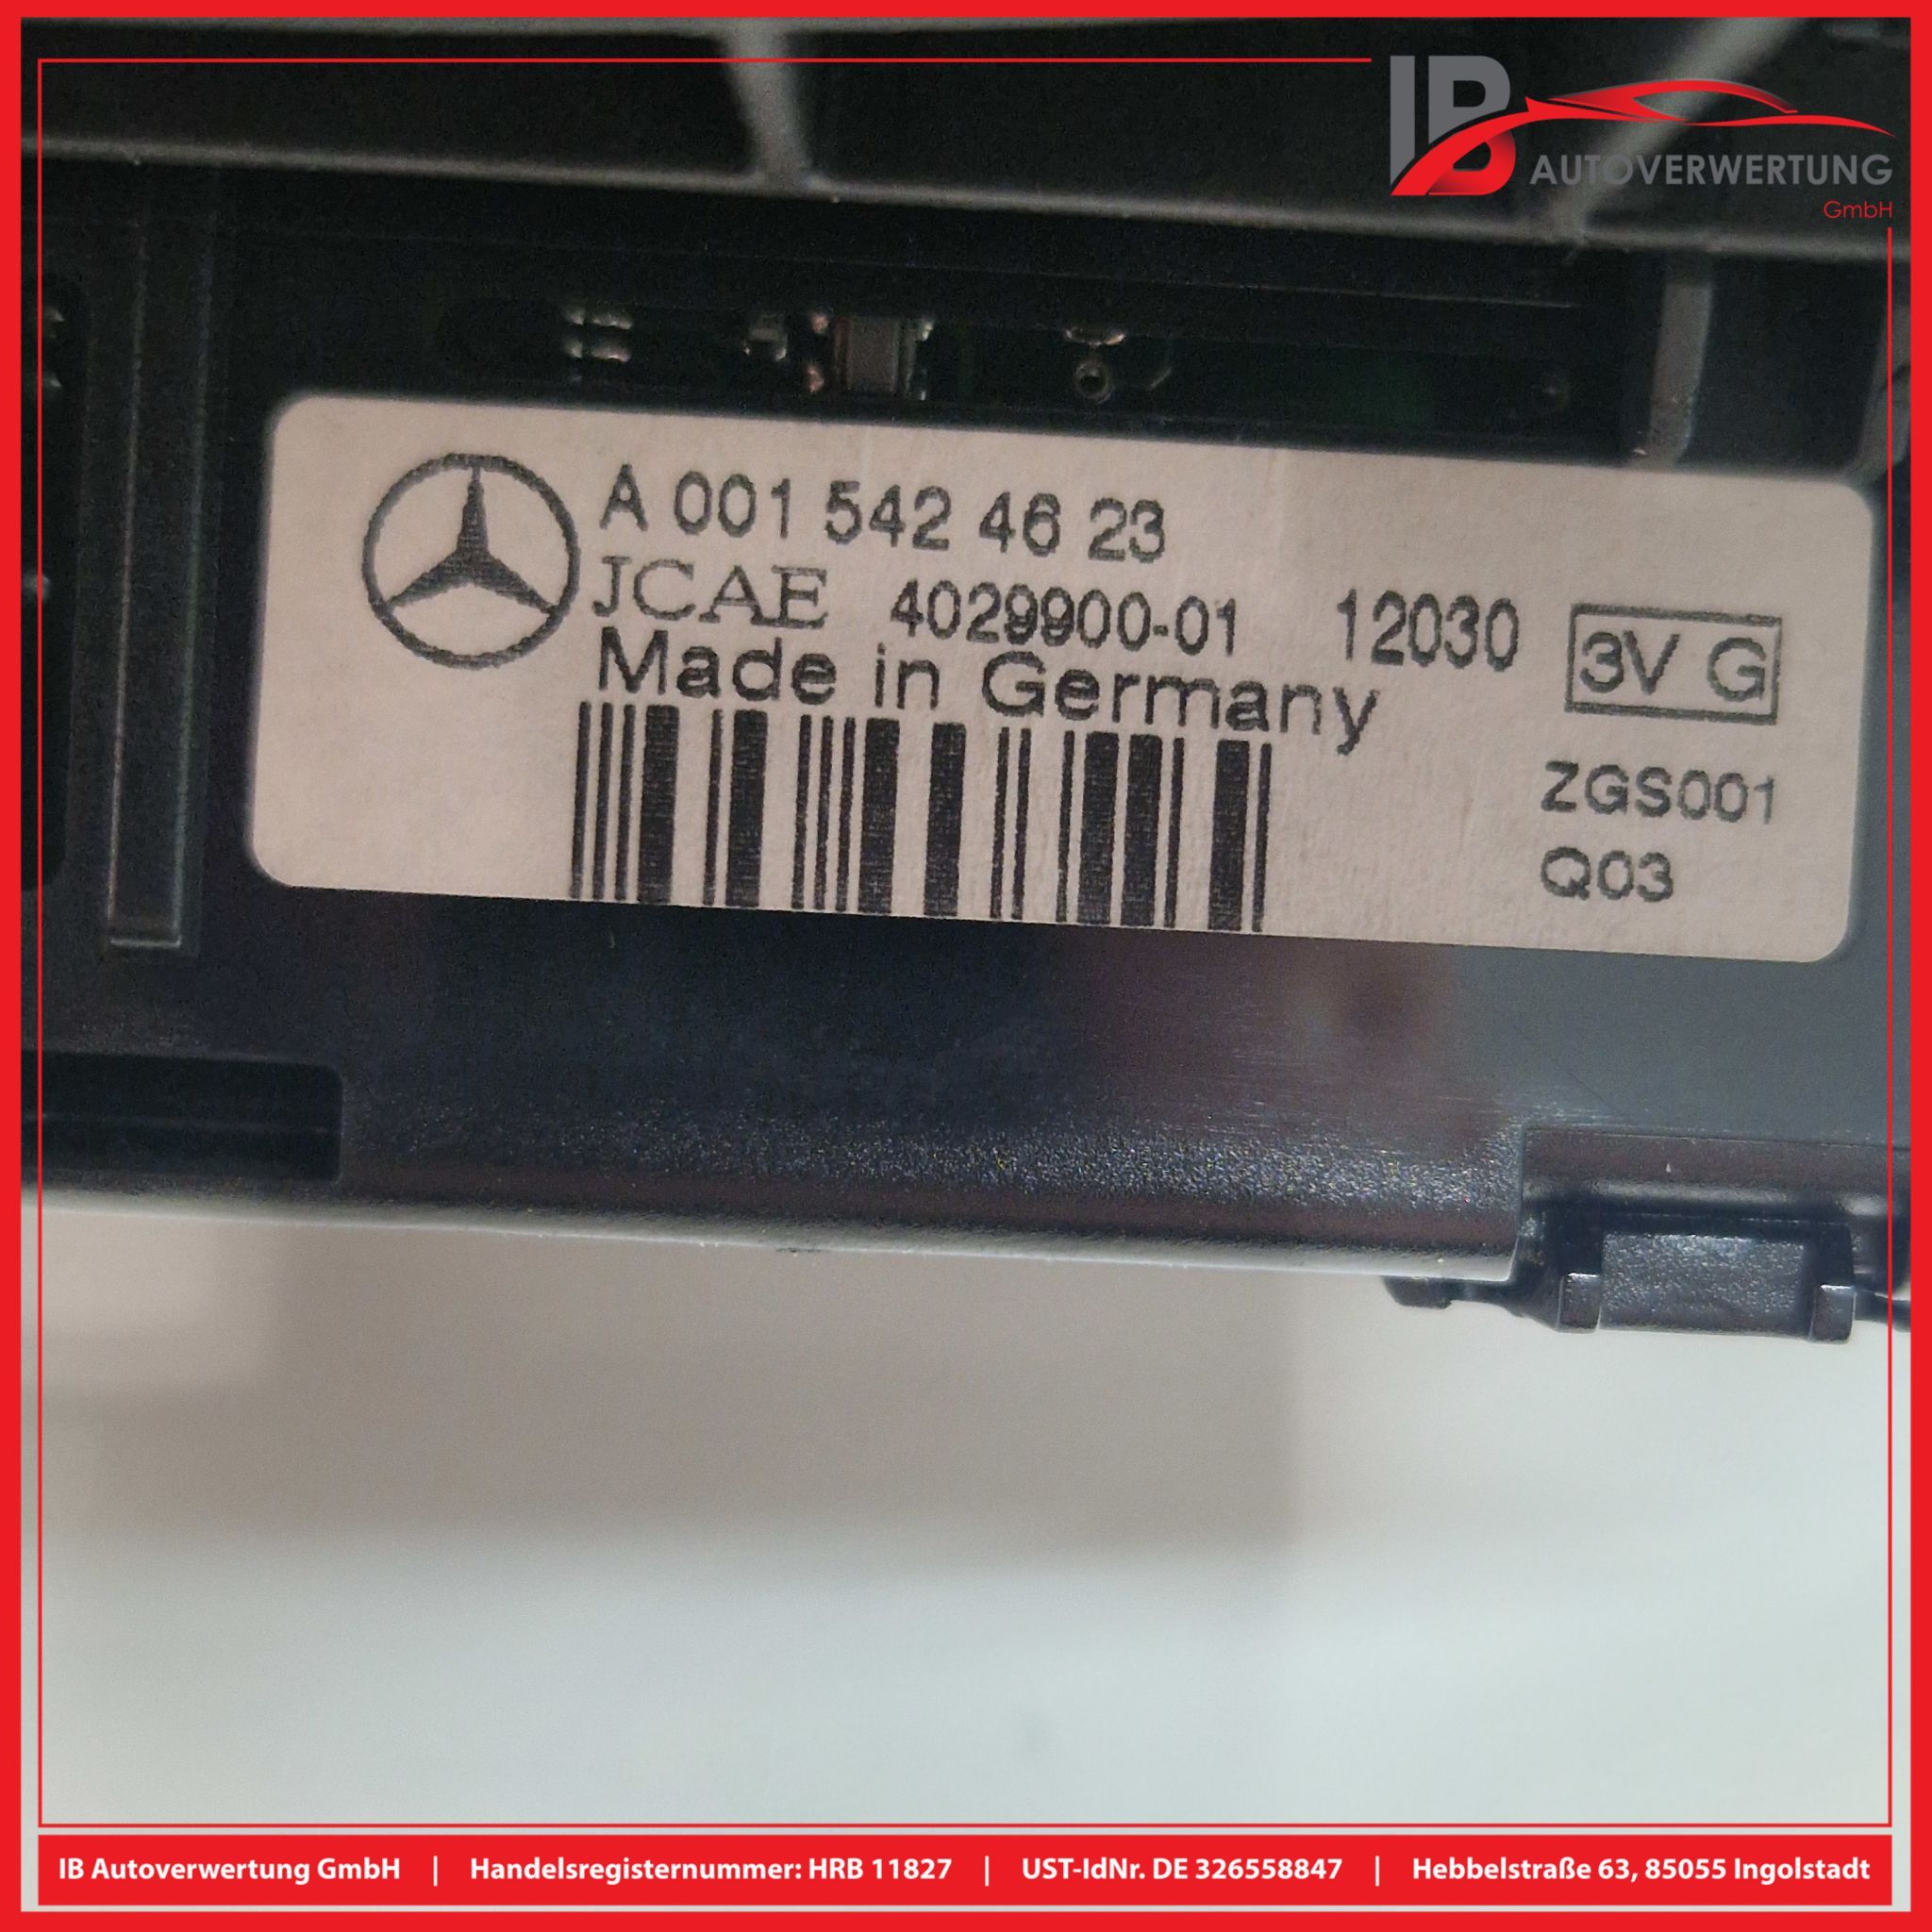 IB
AUTOVERWERTUNG
GmbH
A 001 542 46 23
JCAE 4029900-01 12030 3V G
Made in Germany
ZGS001
Q03
IB Autoverwertung GmbH | Handelsregisternummer: HRB 11827 | UST-IdNr. DE 326558847 | Hebbelstraße 63, 85055 Ingolstadt